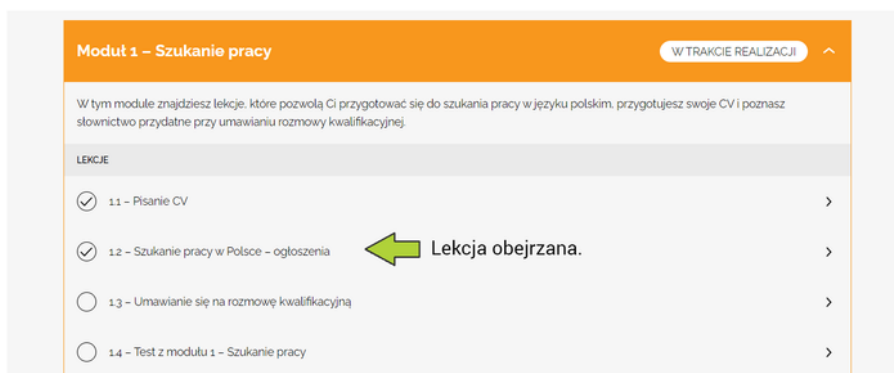 Moduł 1 – Szukanie pracy
W TRAKCIE REALIZACJI
W tym module znajdziesz lekcje, które pozwolą Ci przygotować się do szukania pracy w języku polskim, przygotujesz swoje CV i poznasz
słownictwo przydatne przy umawianiu rozmowy kwalifikacyjnej.
LEKCJE
1.1 – Pisanie CV
1.2 – Szukanie pracy w Polsce – ogłoszenia
Lekcja obejrzana.
1.3 – Umawianie się na rozmowę kwalifikacyjną
1.4 – Test z modułu 1 – Szukanie pracy